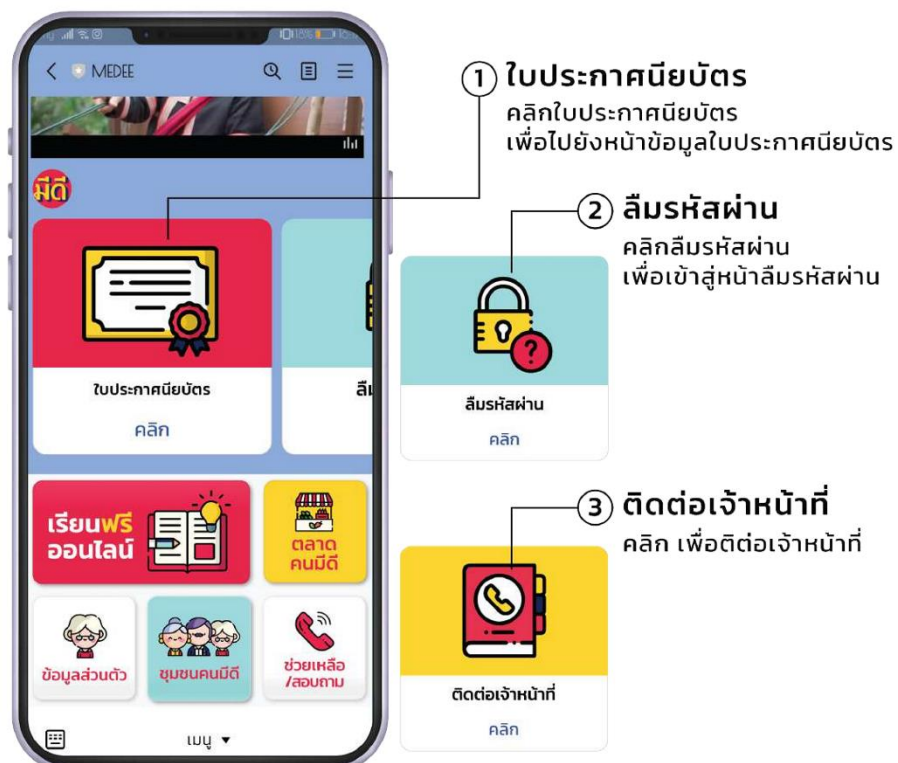 MEDEE
มีดี
ใบประกาศนียบัตร
คลิก
ลืม
เรียนฟรี
ออนไลน์
ตลาด
คนมีดี
ข้อมูลส่วนตัว
ชุมชนคนมีดี
ช่วยเหลือ
/สอบถาม
เมนู ▼
1 ใบประกาศนียบัตร
คลิกใบประกาศนียบัตร
เพื่อไปยังหน้าข้อมูลใบประกาศนียบัตร
2 ลืมรหัสผ่าน
คลิกลืมรหัสผ่าน
เพื่อเข้าสู่หน้าลืมรหัสผ่าน
?
ลืมรหัสผ่าน
คลิก
3 ติดต่อเจ้าหน้าที่
คลิก เพื่อติต่อเจ้าหน้าที่
ติดต่อเจ้าหน้าที่
คลิก